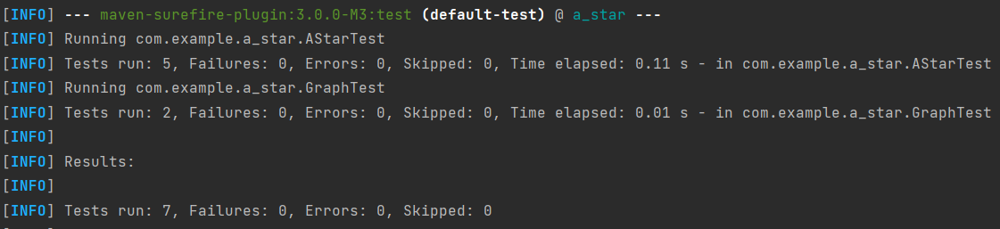 [INFO] --- maven-surefire-plugin:3.0.0-M3:test (default-test) @ a_star ---
[INFO] Running com.example.a_star.AStarTest
[INFO] Tests run: 5, Failures: 0, Errors: 0, Skipped: 0, Time elapsed: 0.11 s - in com.example.a_star.AStarTest
[INFO] Running com.example.a_star.GraphTest
[INFO] Tests run: 2, Failures: 0, Errors: 0, Skipped: 0, Time elapsed: 0.01 s - in com.example.a_star.GraphTest
[INFO]
[INFO] Results:
[INFO]
[INFO] Tests run: 7, Failures: 0, Errors: 0, Skipped: 0